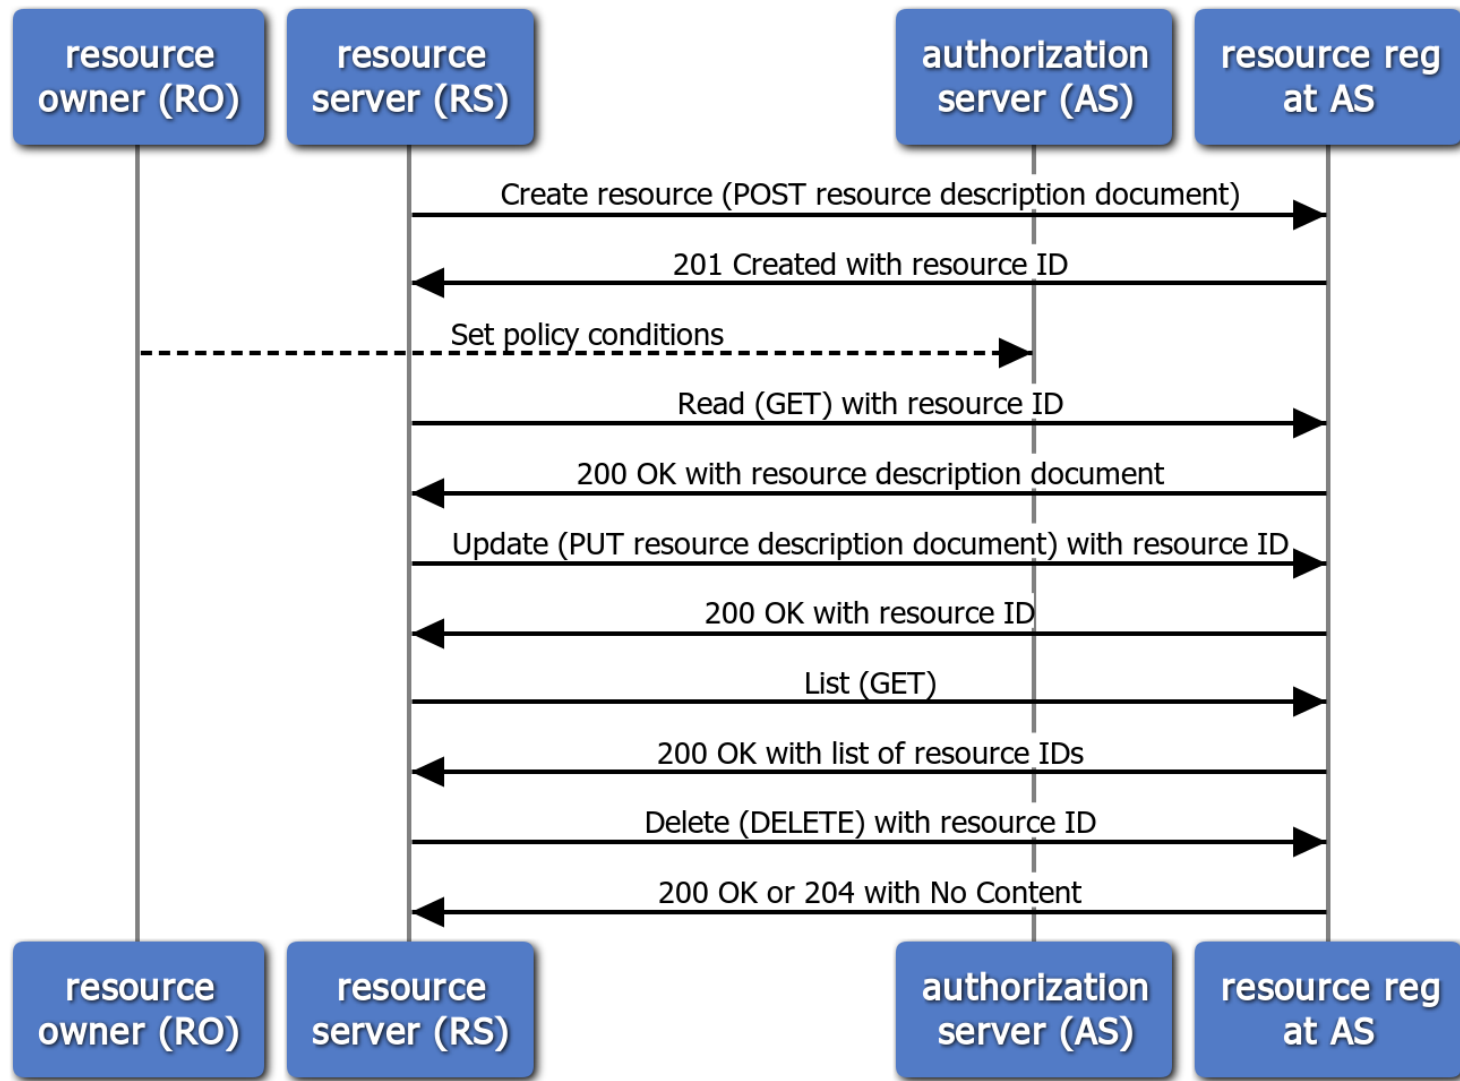 resource
owner (RO)
resource
server (RS)
authorization
server (AS)
resource reg
at AS
Create resource (POST resource description document)
201 Created with resource ID
Set policy conditions
Read (GET) with resource ID
200 OK with resource description document
Update (PUT resource description document) with resource ID
200 OK with resource ID
List (GET)
200 OK with list of resource IDs
Delete (DELETE) with resource ID
200 OK or 204 with No Content
resource
owner (RO)
resource
server (RS)
authorization
server (AS)
resource reg
at AS